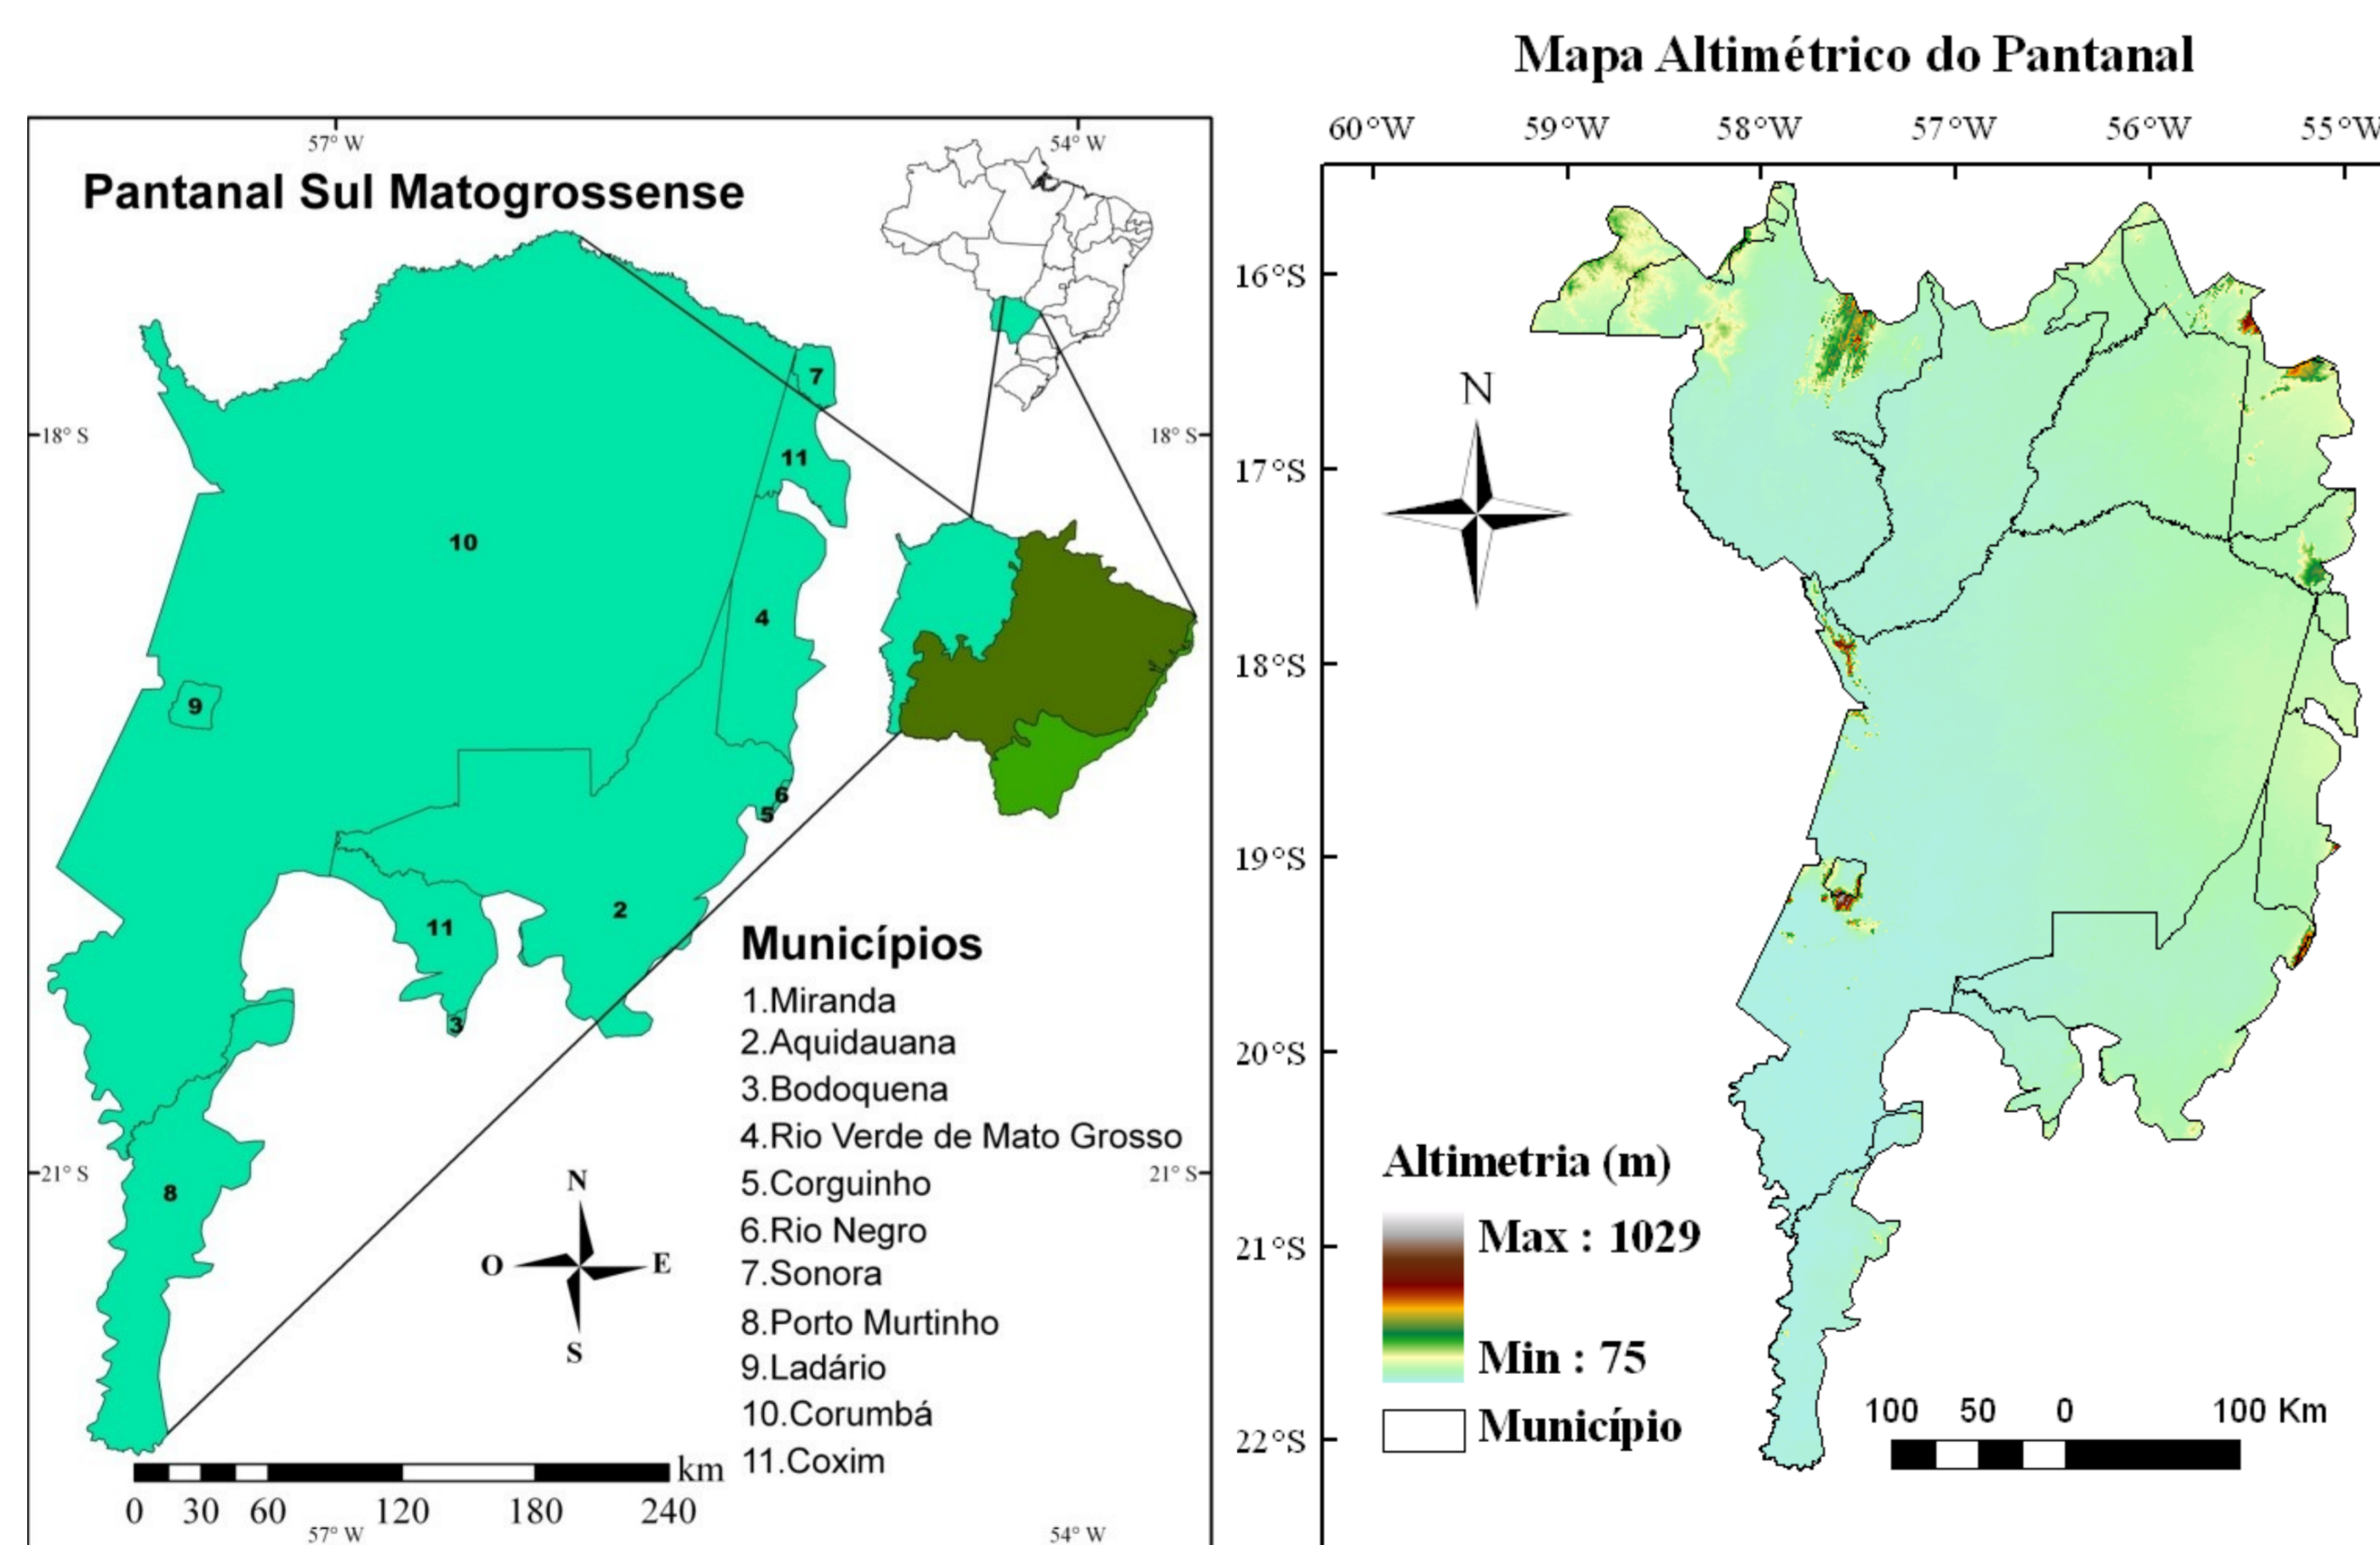 57° W
54° W
Pantanal Sul Matogrossense
18° S
18° S
7
11
10
4
9
6
5
11
2
3
8
21° S
21° S
Municípios
1.Miranda
2.Aquidauana
3.Bodoquena
4.Rio Verde de Mato Grosso
5.Corguinho
6.Rio Negro
7.Sonora
8.Porto Murtinho
9.Ladário
10.Corumbá
11.Coxim
N
O
E
S
km
0 30 60 120 180 240
57° W
54° W
Mapa Altimétrico do Pantanal
60°W 59°W 58°W 57°W 56°W 55°W
16°S
17°S
18°S
19°S
20°S
21°S
22°S
N
Altimetria (m)
Max : 1029
Min : 75
Município
100 50 0 100 Km